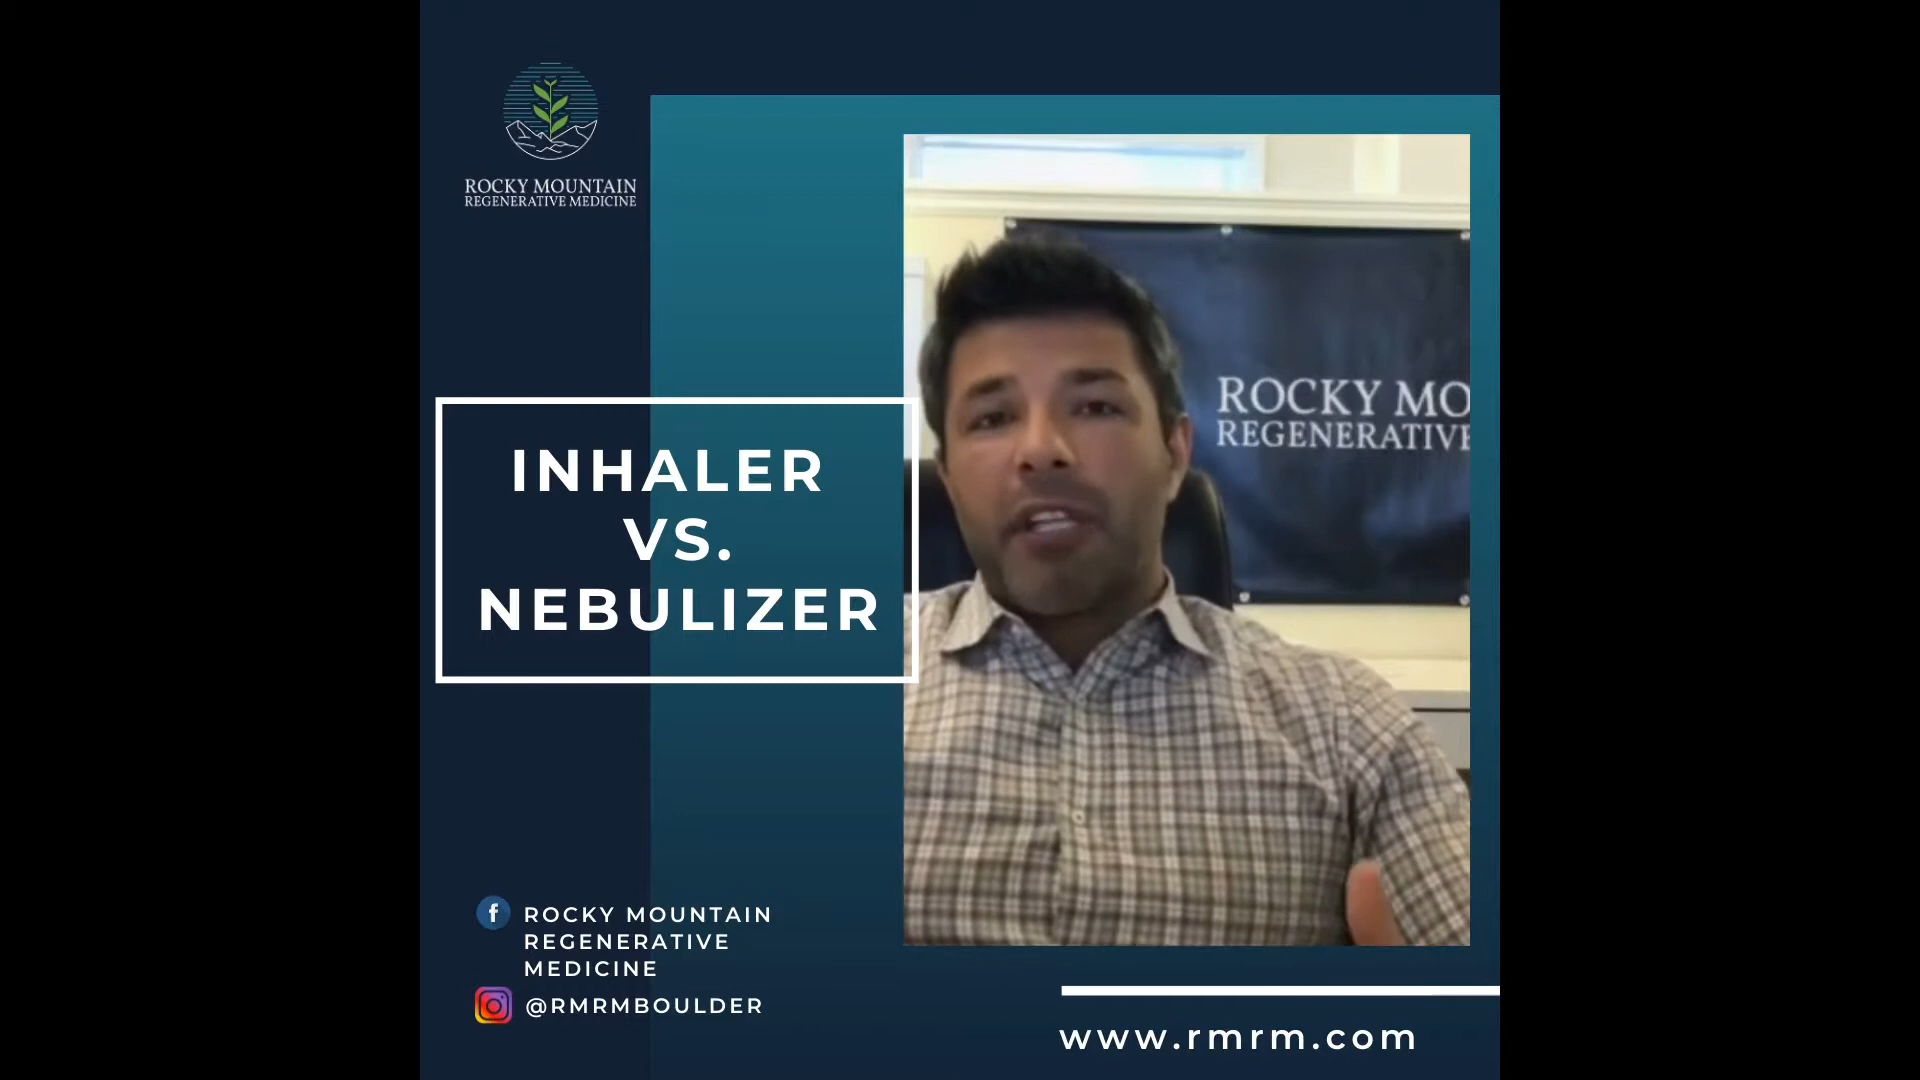 ROCKY MOUNTAIN
REGENERATIVE MEDICINE
ROCKY MO
REGENERATIVE
INHALER
VS.
NEBULIZER
ROCKY MOUNTAIN
REGENERATIVE
MEDICINE
@RMRMBOULDER
www.rmrm.com